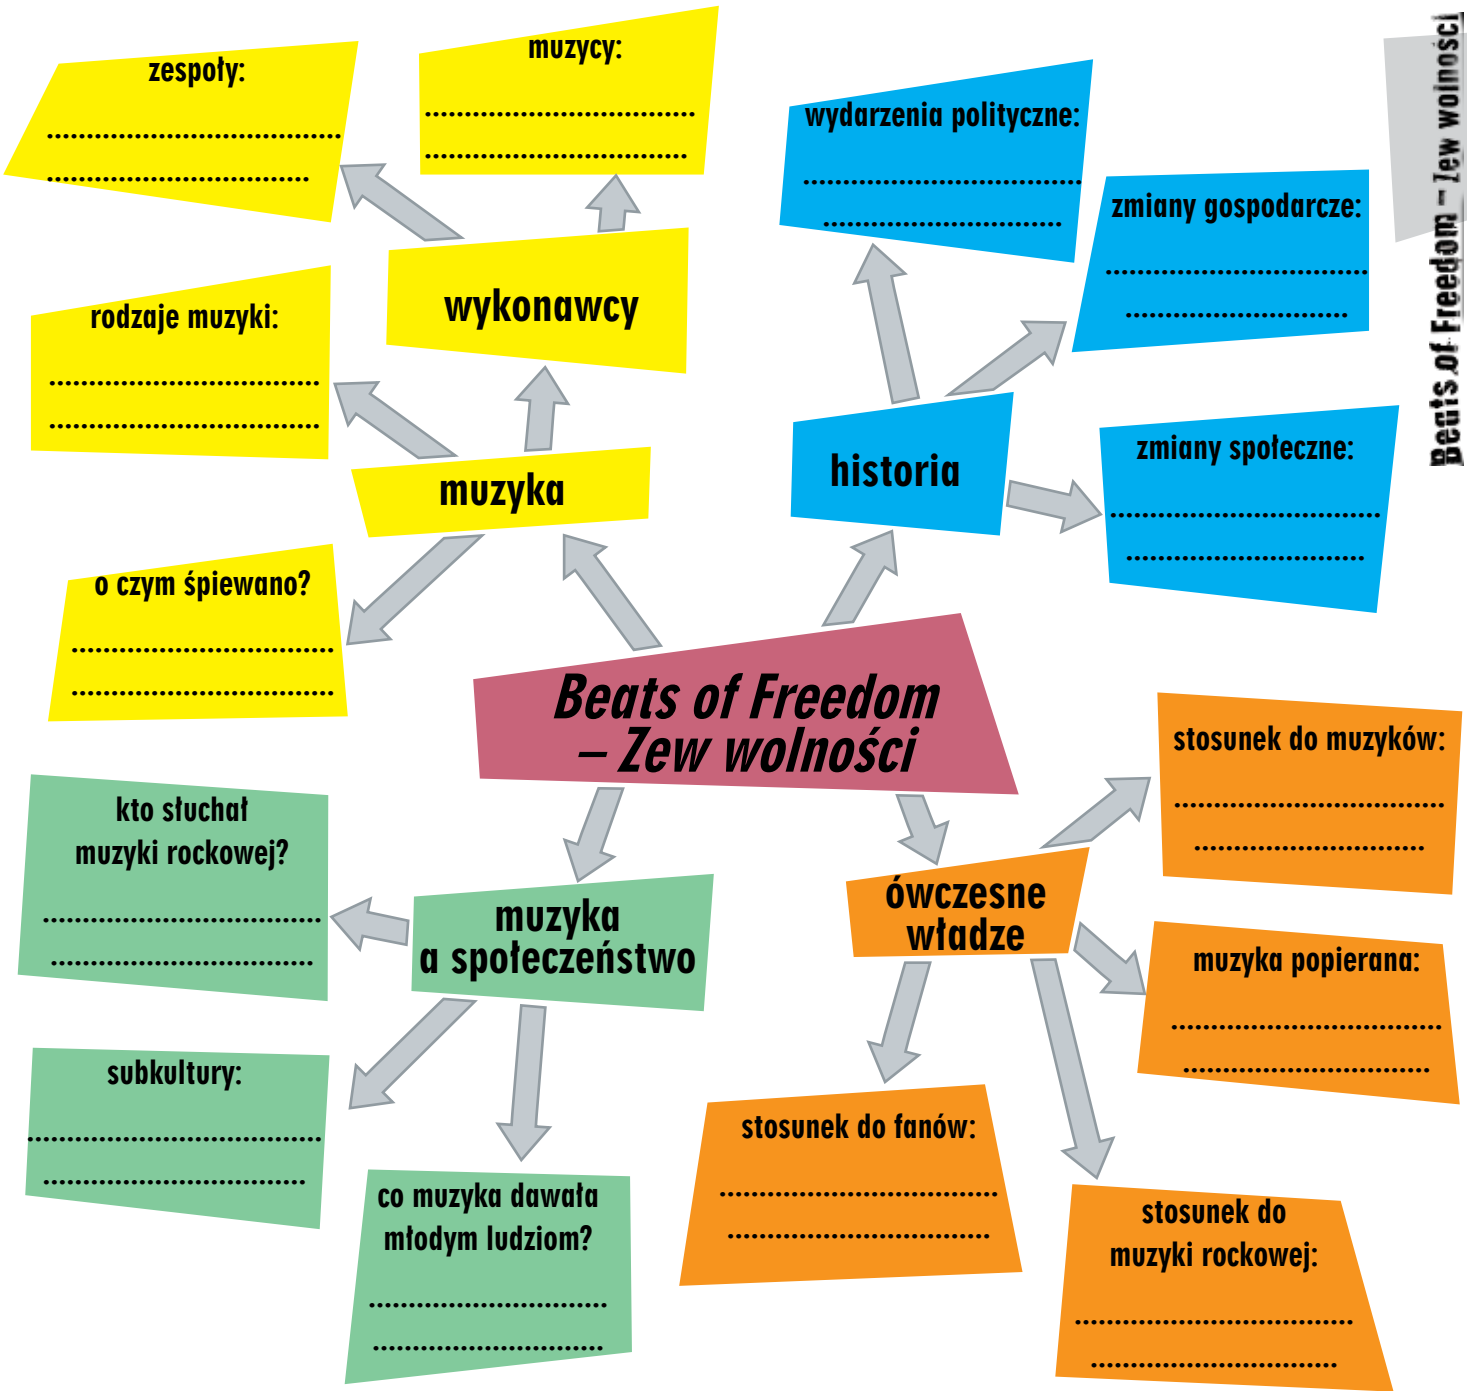 zespoły:
......................................
..................................
muzycy:
...................................
..................................
wykonawcy
rodzaje muzyki:
...................................
...................................
muzyka
o czym śpiewano?
..................................
..................................
wydarzenia polityczne:
....................................
...............................
zmiany gospodarcze:
..................................
.............................
historia
zmiany społeczne:
...................................
...............................
Beats of Freedom – Zew wolności
Beats of Freedom
– Zew wolności
kto słuchał
muzyki rockowej?
....................................
..................................
muzyka
a społeczeństwo
subkultury:
......................................
..................................
co muzyka dawała
młodym ludziom?
...............................
..............................
ówczesne
władze
stosunek do muzyków:
...................................
..............................
muzyka popierana:
...................................
................................
stosunek do fanów:
....................................
..................................
stosunek do
muzyki rockowej:
....................................
................................